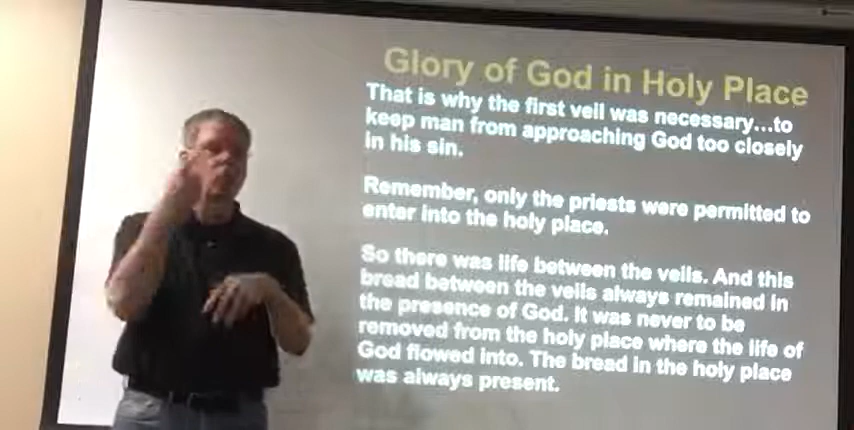 Glory of God in Holy Place
That is why the first veil was necessary...to
keep man from approaching God too closely
in his sin.
Remember, only the priests were permitted to
enter into the holy place.
So there was life between the veils. And this
bread between the veils always remained in
the presence of God. It was never to be
removed from the holy place where the life of
God flowed into. The bread in the holy place
was always present.